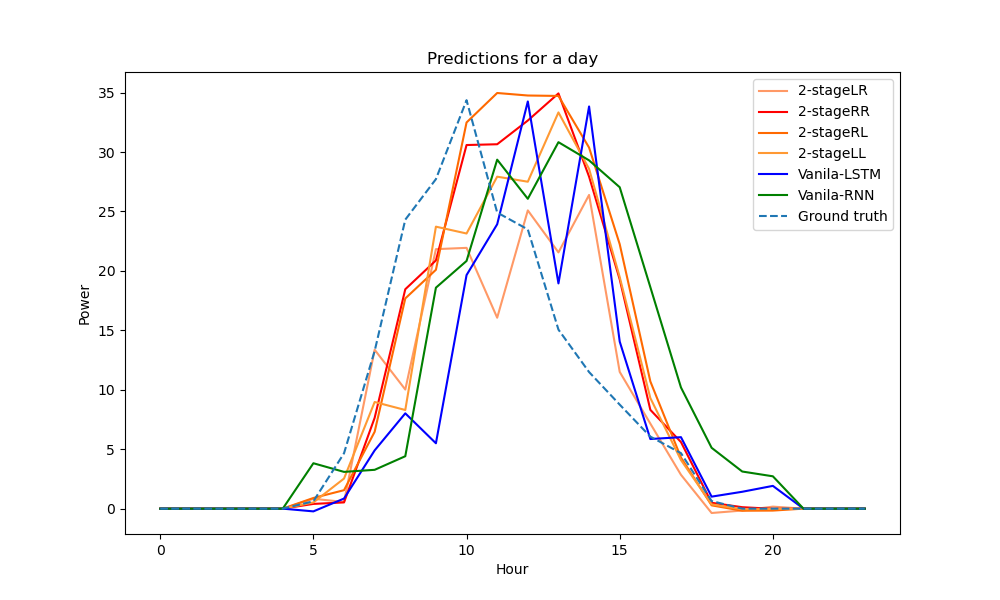 Predictions for a day
2-stageLR
2-stageRR
2-stageRL
2-stageLL
Vanila-LSTM
Vanila-RNN
Ground truth
35
30
25
20
15
10
5
0
Power
0 5 10 15 20
Hour